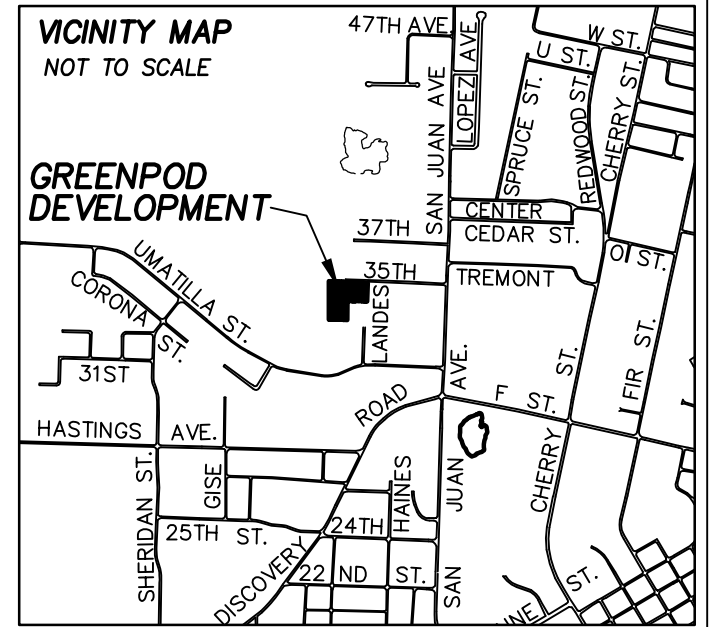 VICINITY MAP
NOT TO SCALE
47TH AVE.
SAN JUAN AVE
LOPEZ AVE
W ST.
U ST.
SPRUCE ST.
REDWOOD ST.
CHERRY ST.
GREENPOD
DEVELOPMENT
CENTER
37TH
CEDAR ST.
O ST.
35TH
TREMONT
UMATILLA ST.
CORONA ST.
LANDES
31ST
AVE.
ST.
FIR ST.
ROAD
F ST.
HASTINGS AVE.
SHERIDAN ST.
GISE
HAINES
JUAN
CHERRY
25TH ST.
24TH
DISCOVERY
22 ND ST.
SAN
NE ST.